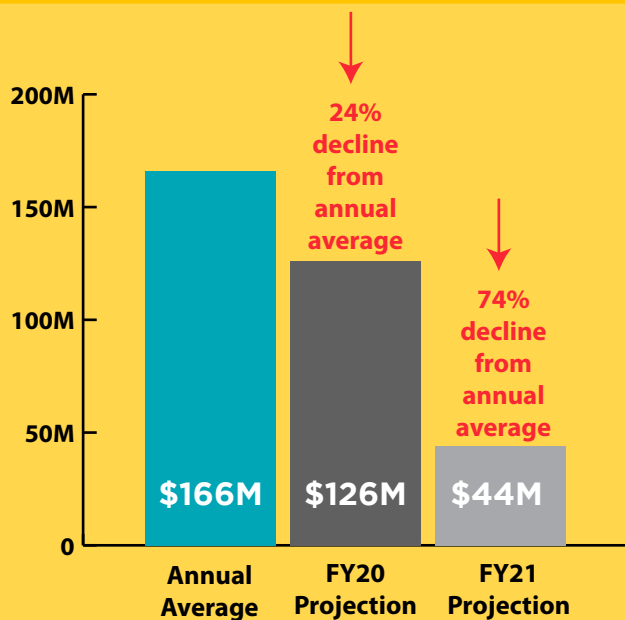 200M
150M
100M
50M
0
24%
decline
from
annual
average
74%
decline
from
annual
average
$166M
$126M
$44M
Annual
Average
FY20
Projection
FY21
Projection